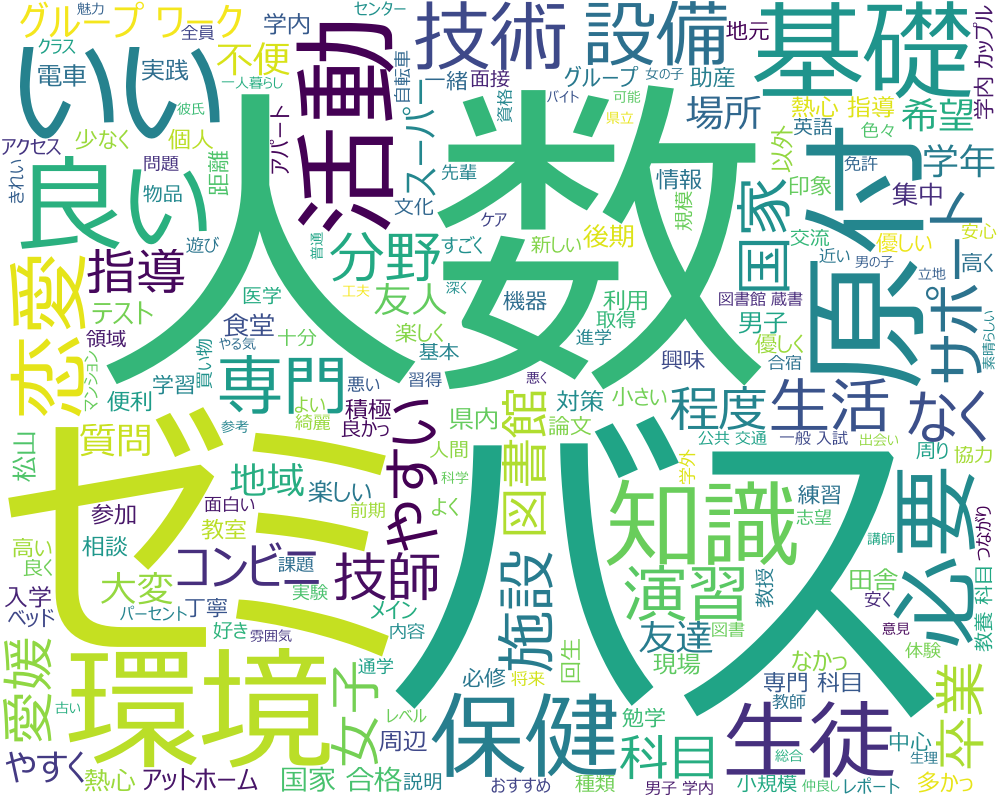 魅力
グループ ワーク
全員
学内
センター
クラス
電車
実践
不便
一人暮らし
彼氏
いい
アクセス
少なく
個人
アパート
活動
自転車
技術
設備
一緒
面接
グループ
女の子
助産
地元
バイト
可能
資格
県立
場所
基礎
熱心 指導
英語
色々
希望
学内 カップル
きれい
良い
問題
物品
距離
遊び
人数
スーパー
文化
先輩
ケア
情報
規模
以外
原付
免許
印象
集中
学年
国家
交流
優しい
サポート
安心
高く
恋愛
指導
テスト
領域
医学
普通
分野
すごく
新しい
後期
友人
工夫
深く
機器
利用
取得
図書館 蔵書
男子
近い
男の子
立地
素晴らしい
食堂
十分
楽しく
やる気
基本
進学
興味
優しく
合宿
マンション
学習
買い物
専門
悪い
習得
悪く
便利
よい
綺麗
積極
良かっ
参考
やすい
県内
図書館
論文
対策
小さい
程度
生活
なく
公共 交通
一般 入試
出会い
周り
協力
松山
質問
ゼミ
地域
楽しい
人間
科学
バス
学外
知識
練習
志望
必要
つながり
参加
面白い
教室
前期
よく
高い
良く
相談
コンビニ
課題
技師
講師
入学
大変
実験
施設
演習
教授
田舎
安く
意見
教養 科目
ベッド
パーセント
丁寧
メイン
好き
雰囲気
内容
友達
図書
愛媛
環境
女子
通学
回生
現場
なかっ
体験
必修
将来
保健
専門 科目
教師
生徒
卒業
古い
レベル
周辺
勉学
科目
総合
中心
生理
やすく
熱心
アットホーム
国家 合格
説明
おすすめ
種類
男子 学内
小規模
仲良し
レポート
多かっ